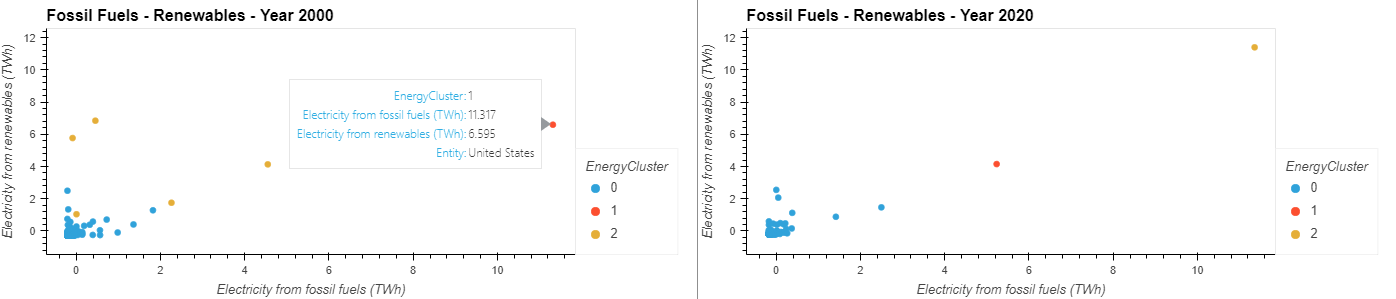 Fossil Fuels - Renewables - Year 2000
Electricity from renewables (TWh)
12
10
8
6
4
2
0
EnergyCluster: 1
Electricity from fossil fuels (TWh): 11.317
Electricity from renewables (TWh): 6.595
Entity: United States
0 2 4 6 8 10
Electricity from fossil fuels (TWh)
EnergyCluster
0
1
2
Fossil Fuels - Renewables - Year 2020
Electricity from renewables (TWh)
12
10
8
6
4
2
0
0 2 4 6 8 10
Electricity from fossil fuels (TWh)
EnergyCluster
0
1
2